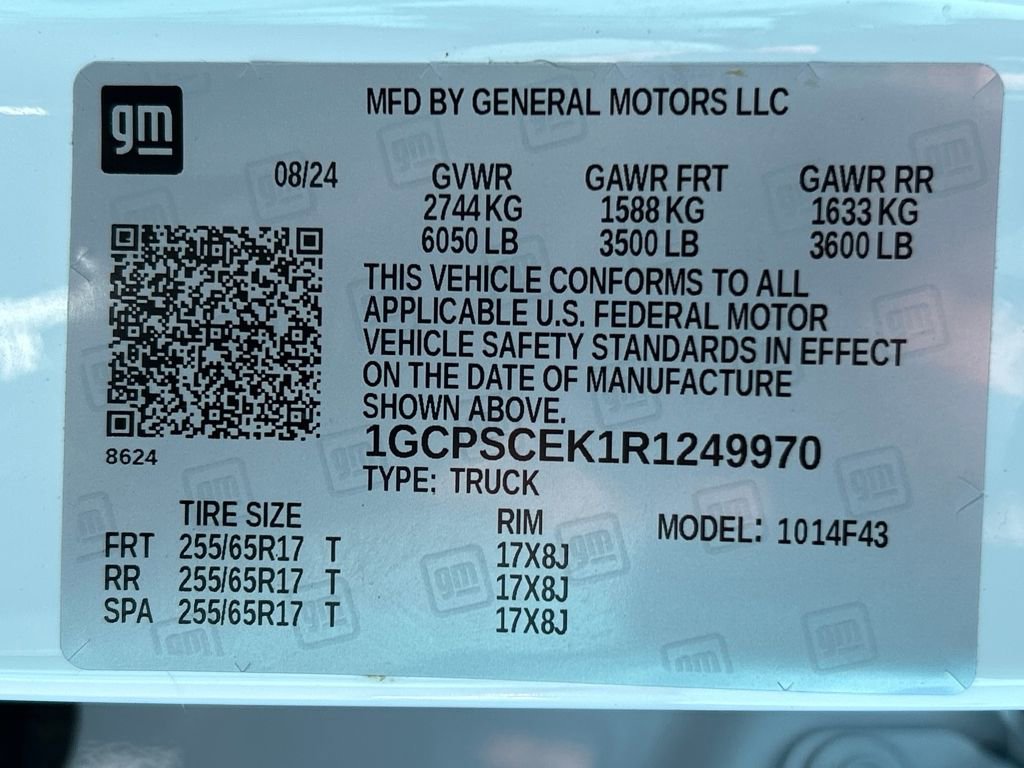 gm
MFD BY GENERAL MOTORS LLC
08/24
GVWR GAWR FRT GAWR RR
2744 KG 1588 KG 1633 KG
6050 LB 3500 LB 3600 LB
THIS VEHICLE CONFORMS TO ALL
APPLICABLE U.S. FEDERAL MOTOR
VEHICLE SAFETY STANDARDS IN EFFECT
ON THE DATE OF MANUFACTURE
SHOWN ABOVE.
8624
1GCPSCEK1R1249970
TYPE: TRUCK
TIRE SIZE RIM MODEL: 1014F43
FRT 255/65R17 T 17X8J
RR 255/65R17 T 17X8J
SPA 255/65R17 T 17X8J